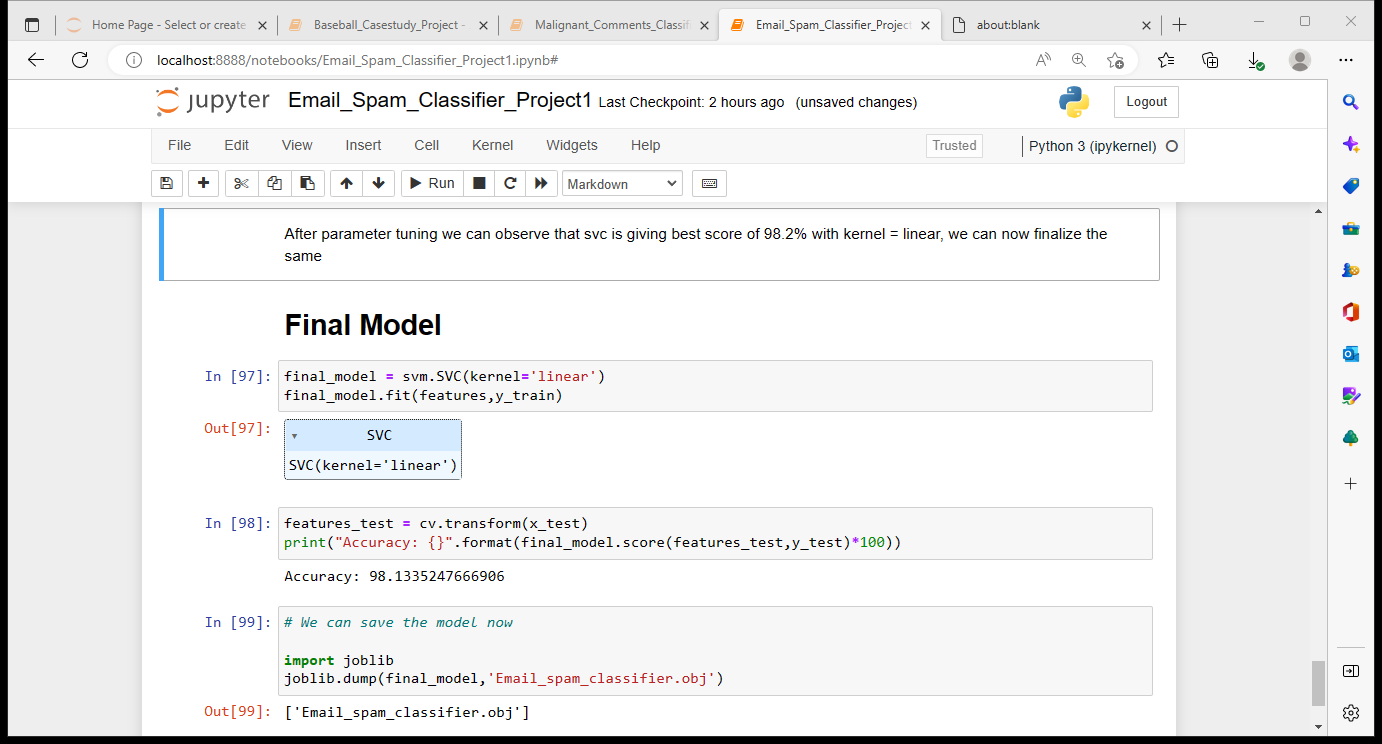 Home Page - Select or create
Baseball_Casestudy_Project -
Malignant_Comments_Classifi
Email_Spam_Classifier_Project
about:blank
localhost:8888/notebooks/Email_Spam_Classifier_Project1.ipynb#
jupyter Email_Spam_Classifier_Project1 Last Checkpoint: 2 hours ago (unsaved changes)
Logout
File Edit View Insert Cell Kernel Widgets Help
Trusted
Python 3 (ipykernel)
Run
Markdown
After parameter tuning we can observe that svc is giving best score of 98.2% with kernel = linear, we can now finalize the
same
Final Model
In [97]: final_model = svm.SVC(kernel='linear')
final_model.fit(features,y_train)
Out[97]: SVC
SVC(kernel='linear')
In [98]: features_test = cv.transform(x_test)
print("Accuracy: {}".format(final_model.score(features_test,y_test)*100))
Accuracy: 98.1335247666906
In [99]: # We can save the model now
import joblib
joblib.dump(final_model,'Email_spam_classifier.obj')
Out[99]: ['Email_spam_classifier.obj']